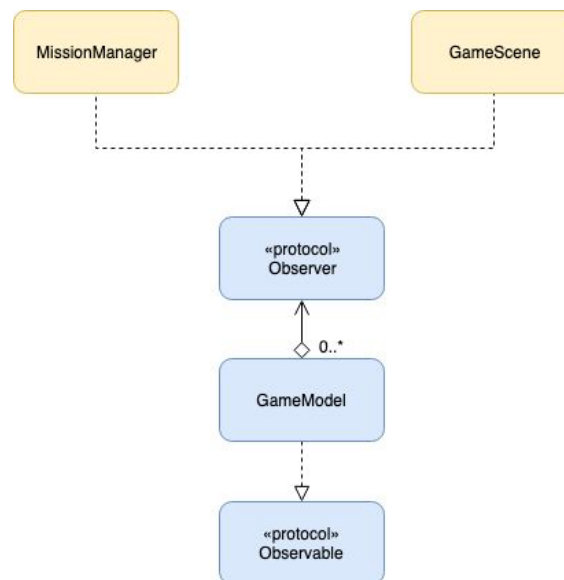 MissionManager
GameScene
«protocol»
Observer
0..*
GameModel
«protocol»
Observable